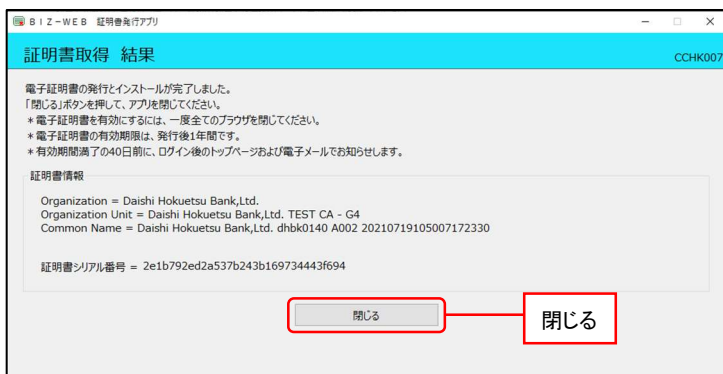 BIZ-WEB 証明書発行アプリ
証明書取得 結果
CCHK007
電子証明書の発行とインストールが完了しました。
「閉じる」ボタンを押して、アプリを閉じてください。
＊電子証明書を有効にするには、一度全てのブラウザを閉じてください。
＊電子証明書の有効期限は、発行後1年間です。
＊有効期間満了の40日前に、ログイン後のトップページおよび電子メールでお知らせします。
証明書情報
Organization = Daishi Hokuetsu Bank,Ltd.
Organization Unit = Daishi Hokuetsu Bank,Ltd. TEST CA - G4
Common Name = Daishi Hokuetsu Bank,Ltd. dhbk0140 A002 20210719105007172330
証明書シリアル番号 = 2e1b792ed2a537b243b169734443f694
閉じる
閉じる